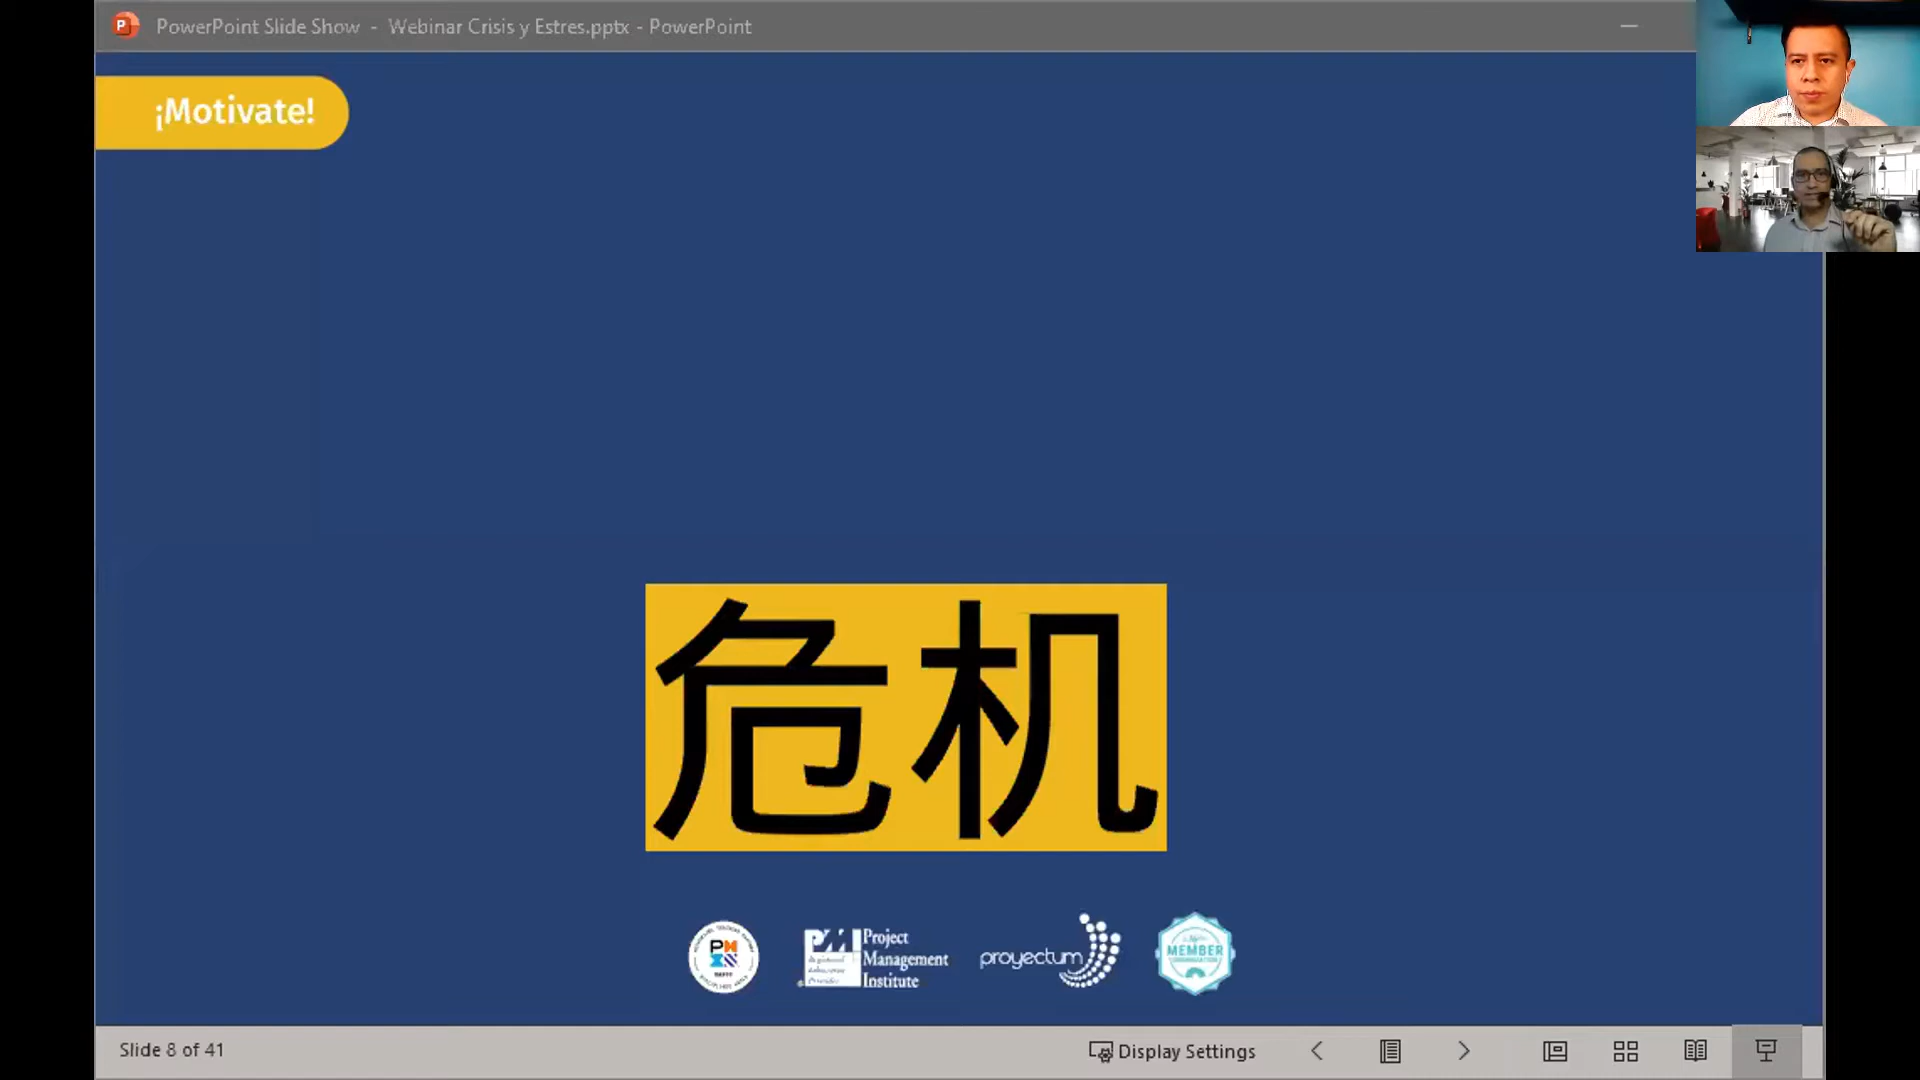 PowerPoint Slide Show - Webinar Crisis y Estres.pptx - PowerPoint
¡Motivate!
危机
PMI Project
Management
Institute
proyectum
MEMBER
Slide 8 of 41
Display Settings